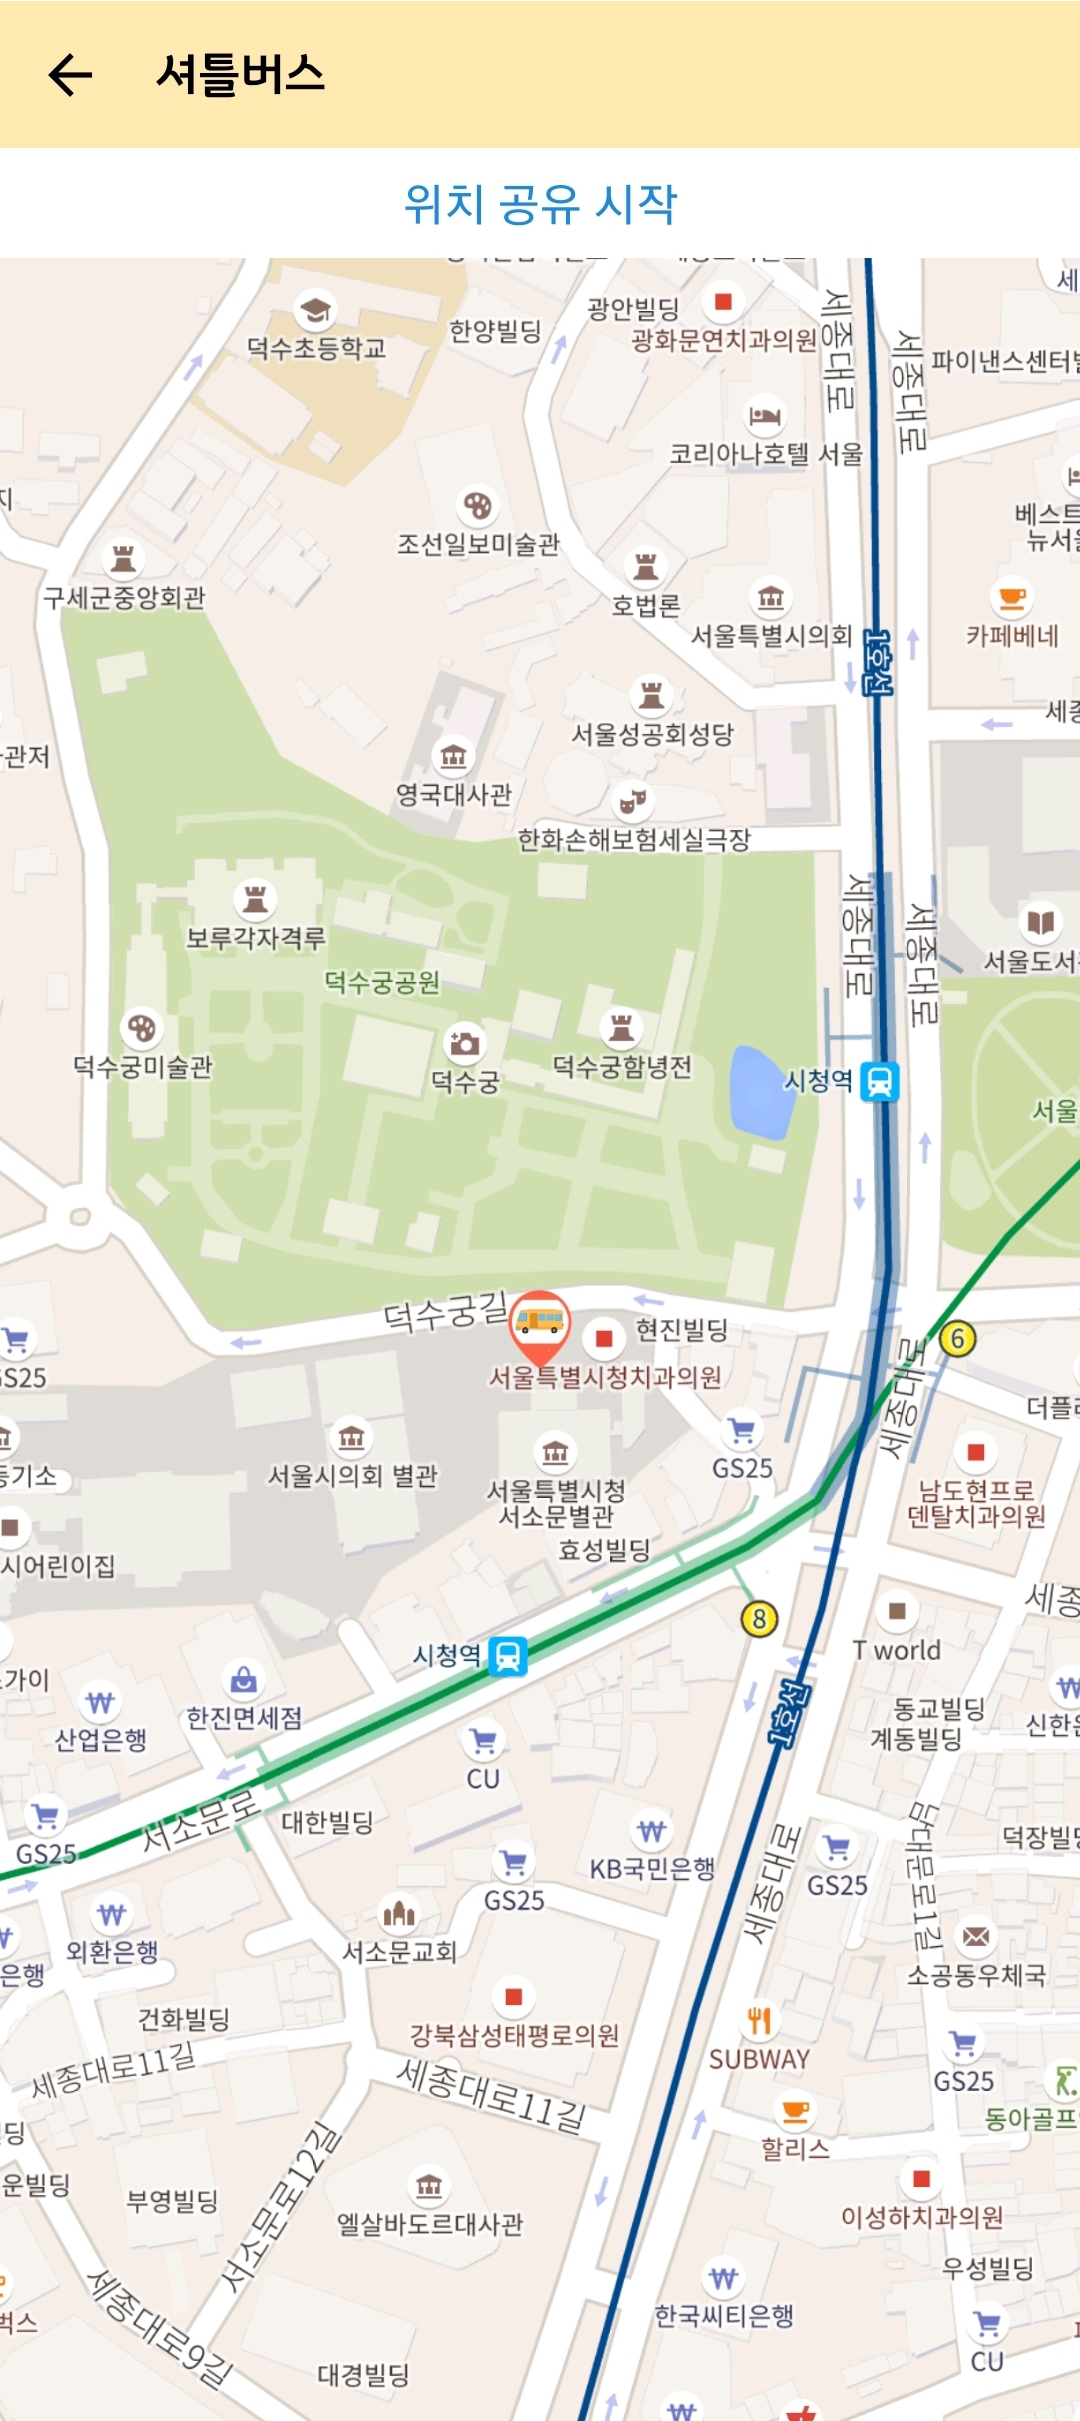 셔틀버스
위치 공유 시작
덕수초등학교
한양빌딩
광안빌딩
광화문연치과의원
세종대로
세종대로
코리아나호텔 서울
조선일보미술관
구세군중앙회관
호법론
서울특별시의회
1호선
카페베네
서울성공회성당
영국대사관
한화손해보험세실극장
보루각자격루
덕수궁공원
세종대로
세종대로
덕수궁미술관
덕수궁
덕수궁함녕전
시청역
서울
덕수궁길
현진빌딩
6
GS25
서울특별시청치과의원
세종대로
서울시의회 별관
서울특별시청
서소문별관
GS25
남도현프로
덴탈치과의원
효성빌딩
8
시청역
T world
한진면세점
산업은행
1호선
동교빌딩
계동빌딩
CU
서소문로
대한빌딩
GS25
KB국민은행
GS25
세종대로
GS25
남대문로1길
외환은행
서소문교회
소공동우체국
건화빌딩
강북삼성태평로의원
세종대로11길
세종대로11길
SUBWAY
GS25
할리스
부영빌딩
서소문로12길
엘살바도르대사관
이성하치과의원
우성빌딩
세종대로9길
한국씨티은행
CU
대경빌딩